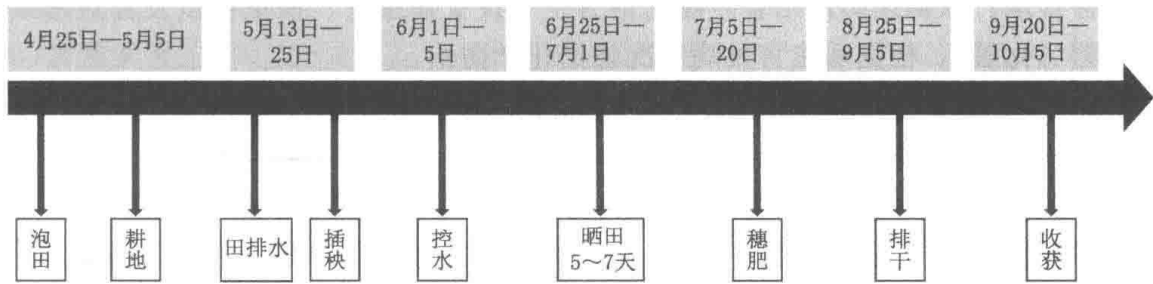 4月25日—5月5日
5月13日—
25日
6月1日—
5日
6月25日—
7月1日
7月5日—
20日
8月25日—
9月5日
9月20日—
10月5日
泡田
耕地
田排水
插秧
控水
晒田
5～7天
穗肥
排干
收获